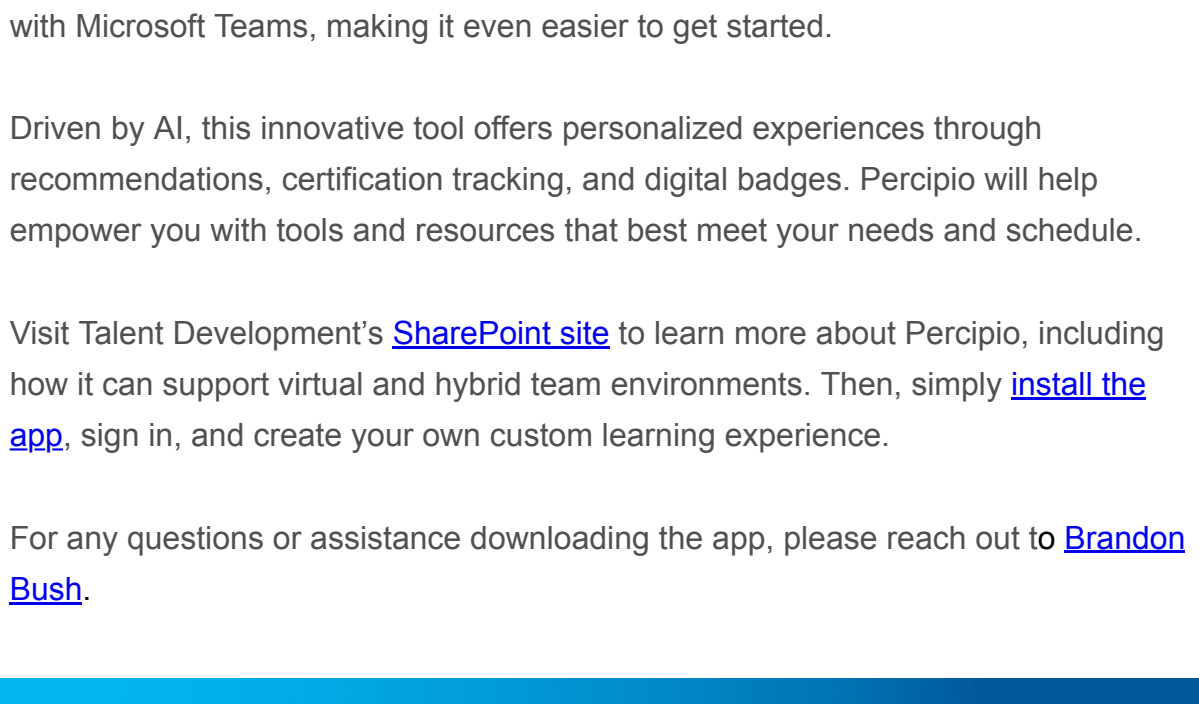 with Microsoft Teams, making it even easier to get started.
Driven by AI, this innovative tool offers personalized experiences through
recommendations, certification tracking, and digital badges. Percipio will help
empower you with tools and resources that best meet your needs and schedule.
Visit Talent Development’s SharePoint site to learn more about Percipio, including
how it can support virtual and hybrid team environments. Then, simply install the
app, sign in, and create your own custom learning experience.
For any questions or assistance downloading the app, please reach out to Brandon
Bush.